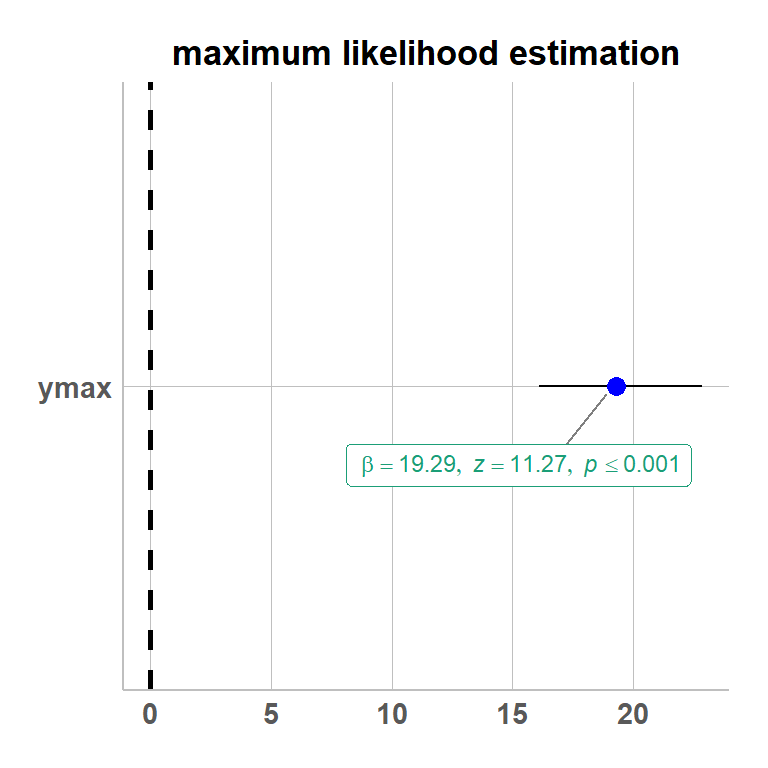 maximum likelihood estimation
ymax
β = 19.29, z = 11.27, p ≤ 0.001
0 5 10 15 20